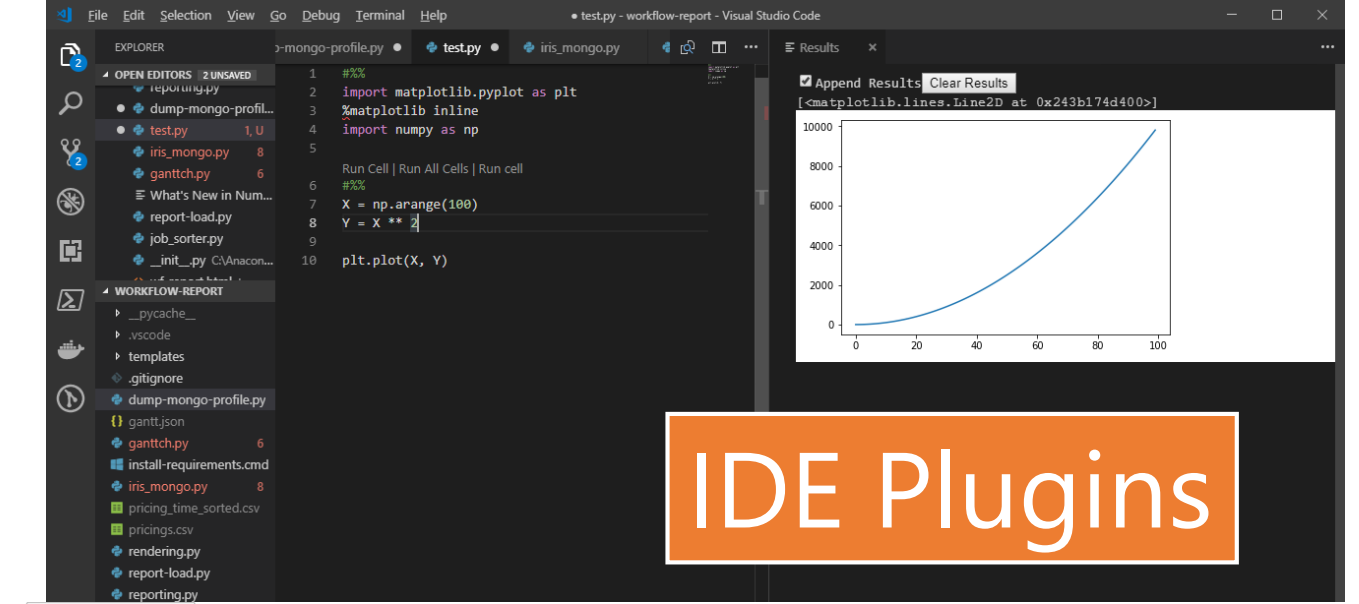 File Edit Selection View Go Debug Terminal Help
● test.py - workflow-report - Visual Studio Code
EXPLORER
OPEN EDITORS 2 UNSAVED
reporting.py
dump-mongo-profil...
test.py 1, U
iris_mongo.py 8
ganttch.py 6
What's New in Num...
report-load.py
job_sorter.py
__init__.py C:\Anacon...
WORKFLOW-REPORT
__pycache__
.vscode
templates
.gitignore
dump-mongo-profile.py
gantt.json
ganttch.py 6
install-requirements.cmd
iris_mongo.py 8
pricing_time_sorted.csv
pricings.csv
rendering.py
report-load.py
reporting.py
2
2
o-mongo-profile.py ● test.py ● iris_mongo.py
1 #%%
2 import matplotlib.pyplot as plt
3 %matplotlib inline
4 import numpy as np
5
Run Cell | Run All Cells | Run cell
6 #%%
7 X = np.arange(100)
8 Y = X ** 2
9
10 plt.plot(X, Y)
Results
Append Results Clear Results
[<matplotlib.lines.Line2D at 0x243b174d400>]
10000
8000
6000
4000
2000
0
0 20 40 60 80 100
IDE Plugins